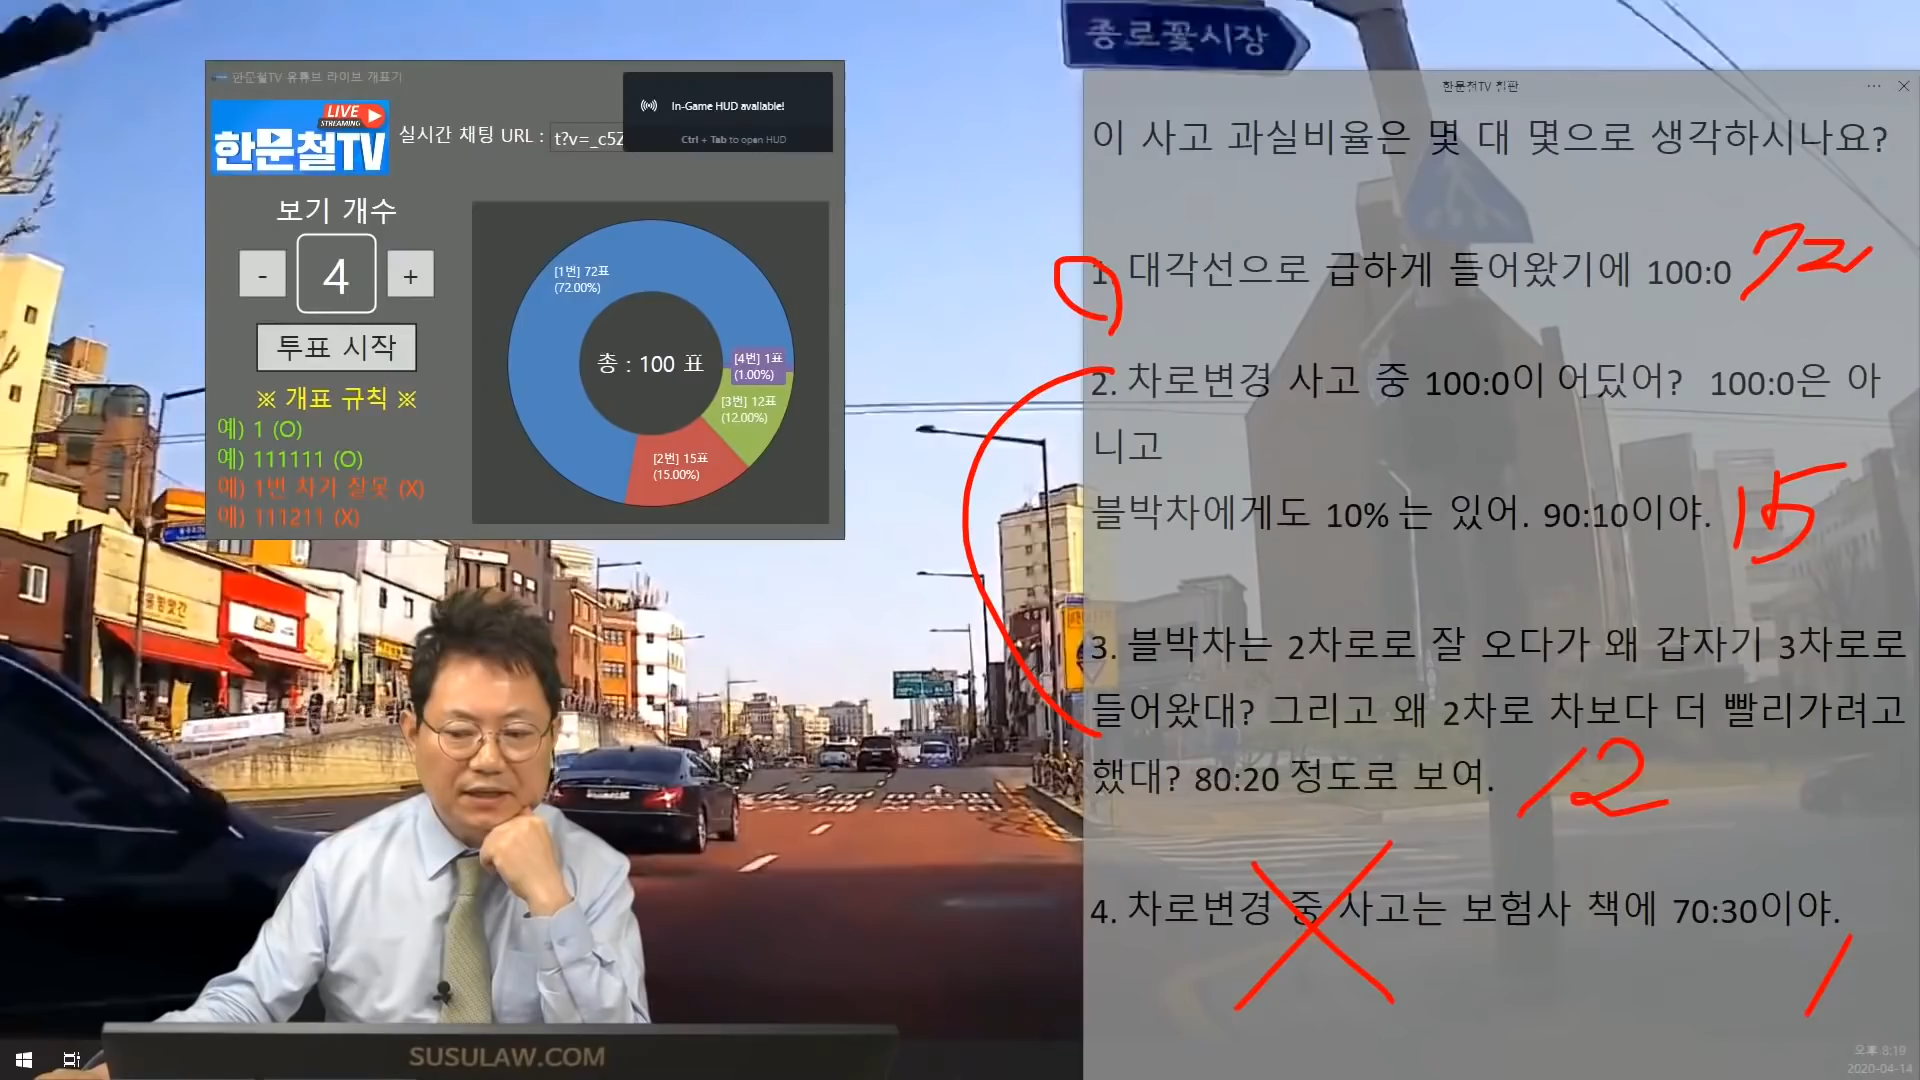 종로꽃시장
한문철TV 유튜브 라이브 개표기
LIVE
STREAMING
한문철TV
실시간 채팅 URL :
t?v=_c5Z
In-Game HUD available!
Ctrl + Tab to open HUD
보기 개수
-
4
+
투표 시작
※ 개표 규칙 ※
예) 1 (O)
예) 111111 (O)
예) 1번 차가 잘못 (X)
예) 111211 (X)
[1번] 72표
(72.00%)
총 : 100 표
[4번] 1표
(1.00%)
[3번] 12표
(12.00%)
[2번] 15표
(15.00%)
한문철TV 칠판
이 사고 과실비율은 몇 대 몇으로 생각하시나요?
1. 대각선으로 급하게 들어왔기에 100:0
72
2. 차로변경 사고 중 100:0이 어딨어? 100:0은 아
니고
블박차에게도 10% 는 있어. 90:10이야.
15
3. 블박차는 2차로로 잘 오다가 왜 갑자기 3차로로
들어왔대? 그리고 왜 2차로 차보다 더 빨리가려고
했대? 80:20 정도로 보여.
12
4. 차로변경 중 사고는 보험사 책에 70:30이야.
1
SUSULAW.COM
오후 8:19
2020-04-14